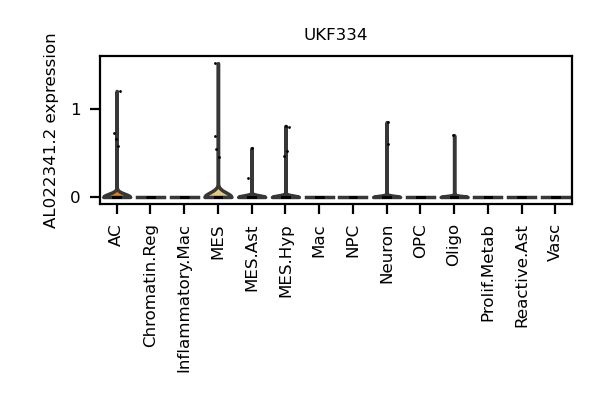 UKF334
AL022341.2 expression
1
0
AC
Chromatin.Reg
Inflammatory.Mac
MES
MES.Ast
MES.Hyp
Mac
NPC
Neuron
OPC
Oligo
Prolif.Metab
Reactive.Ast
Vasc